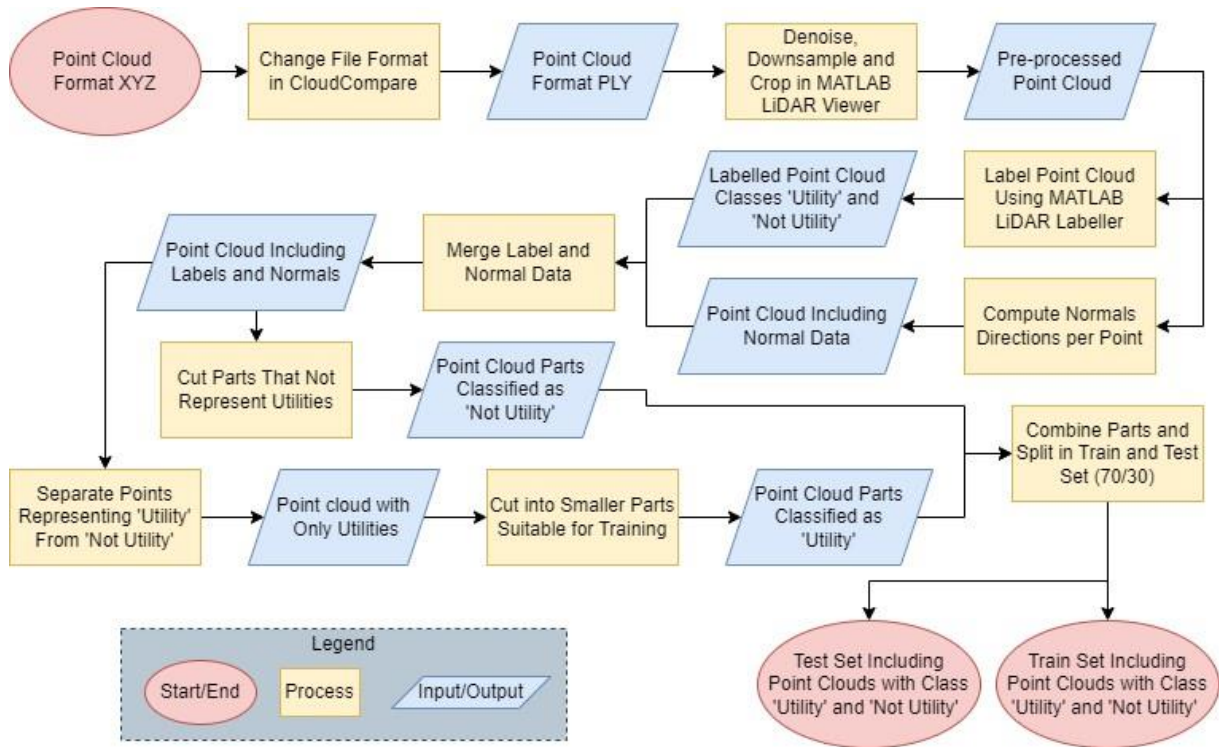 Point Cloud
Format XYZ
Change File Format
in CloudCompare
Point Cloud
Format PLY
Denoise,
Downsample and
Crop in MATLAB
LiDAR Viewer
Pre-processed
Point Cloud
Labelled Point Cloud
Classes 'Utility' and
'Not Utility'
Label Point Cloud
Using MATLAB
LiDAR Labeller
Point Cloud Including
Labels and Normals
Merge Label and
Normal Data
Point Cloud Including
Normal Data
Compute Normals
Directions per Point
Cut Parts That Not
Represent Utilities
Point Cloud Parts
Classified as
'Not Utility'
Combine Parts and
Split in Train and Test
Set (70/30)
Separate Points
Representing 'Utility'
From 'Not Utility'
Point cloud with
Only Utilities
Cut into Smaller Parts
Suitable for Training
Point Cloud Parts
Classified as
'Utility'
Legend
Start/End
Process
Input/Output
Test Set Including
Point Clouds with Class
'Utility' and 'Not Utility'
Train Set Including
Point Clouds with Class
'Utility' and 'Not Utility'